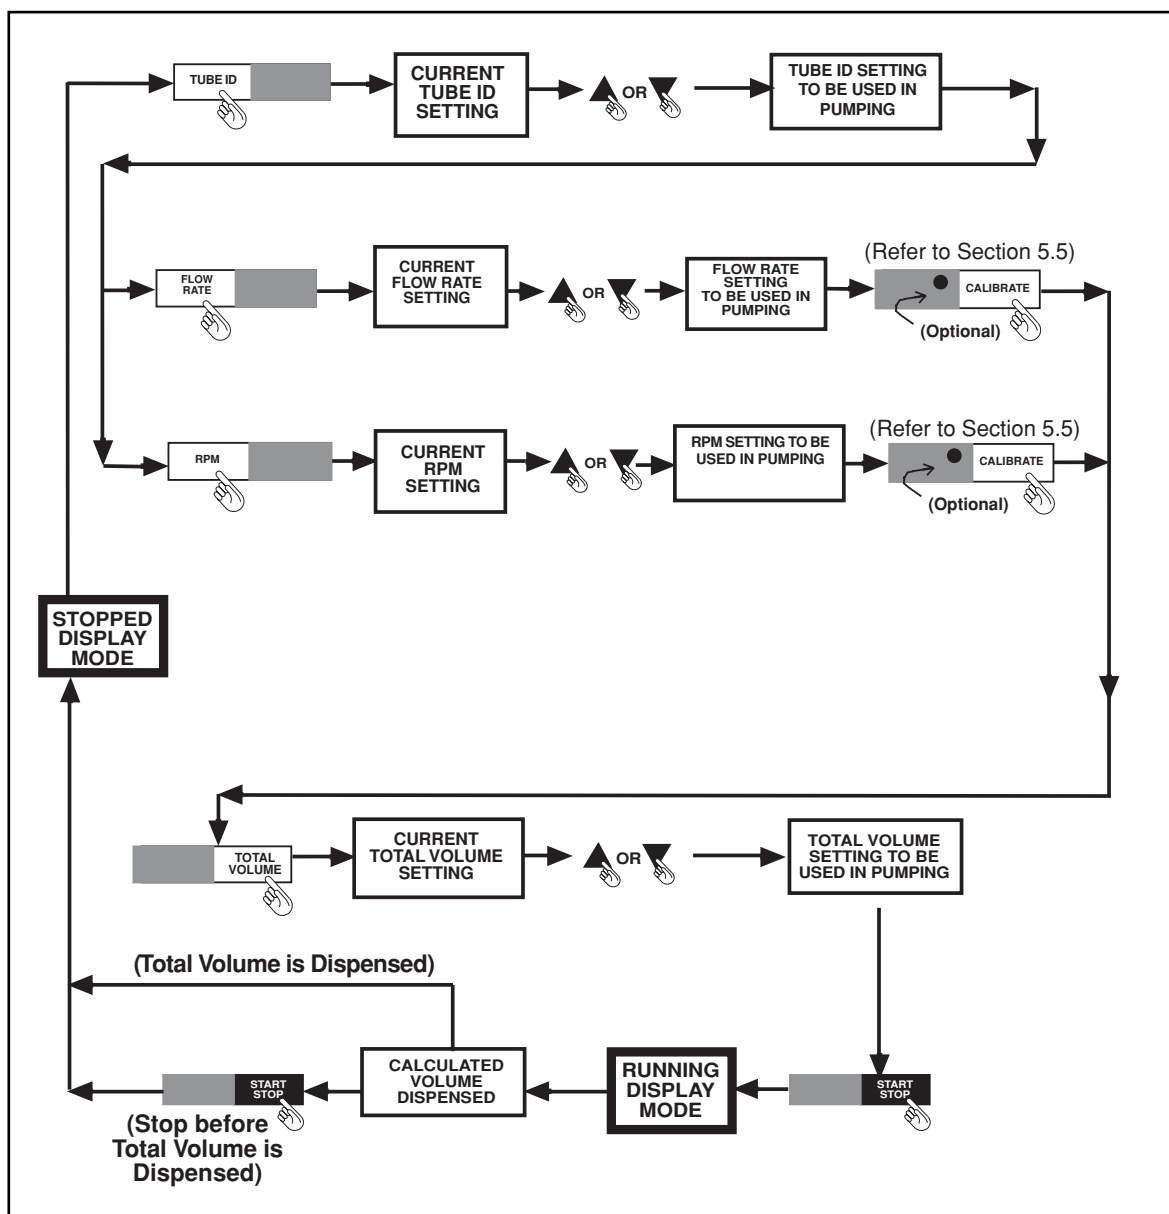 TUBE ID
CURRENT
TUBE ID
SETTING
OR
TUBE ID SETTING
TO BE USED IN
PUMPING
FLOW
RATE
CURRENT
FLOW RATE
SETTING
OR
FLOW RATE
SETTING
TO BE USED IN
PUMPING
(Refer to Section 5.5)
CALIBRATE
(Optional)
RPM
CURRENT
RPM
SETTING
OR
RPM SETTING TO BE
USED IN PUMPING
(Refer to Section 5.5)
CALIBRATE
(Optional)
STOPPED
DISPLAY
MODE
TOTAL
VOLUME
CURRENT
TOTAL VOLUME
SETTING
OR
TOTAL VOLUME
SETTING TO BE
USED IN PUMPING
(Total Volume is Dispensed)
START
STOP
(Stop before
Total Volume is
Dispensed)
CALCULATED
VOLUME
DISPENSED
RUNNING
DISPLAY
MODE
START
STOP